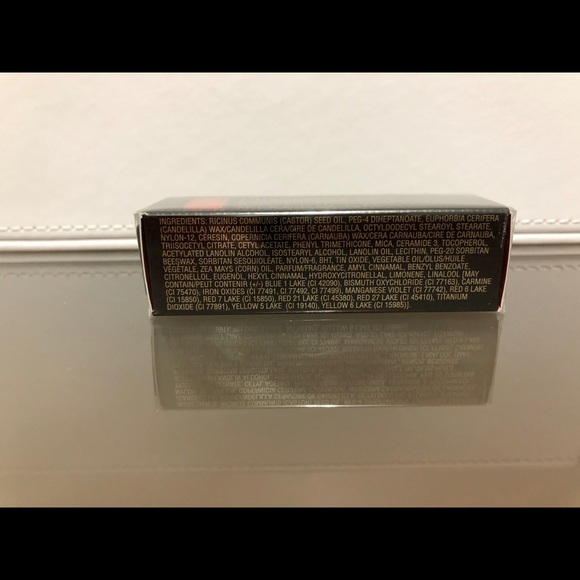 INGREDIENTS: RICINUS COMMUNIS (CASTOR) SEED OIL, PEG-4 DIHEPTANOATE, EUPHORBIA CERIFERA
(CANDELILLA) WAX/CANDELILLA CERA/CIRE DE CANDELILLA, OCTYLDODECYL STEAROYL STEARATE,
NYLON-12, CERESIN, COPERNICIA CERIFERA (CARNAUBA) WAX/CERA CARNAUBA/CIRE DE CARNAUBA,
TRIISODECYL CITRATE, CETYL ACETATE, PHENYL TRIMETHICONE, MICA, CERAMIDE 3, TOCOPHEROL,
ACETYLATED LANOLIN ALCOHOL, ISOSTEARYL ALCOHOL, LANOLIN OIL, LECITHIN, PEG-20 SORBITAN
BEESWAX, SORBITAN SESQUIOLEATE, NYLON-6, BHT, TIN OXIDE, VEGETABLE OIL/OLUS/HUILE
VÉGÉTALE, ZEA MAYS (CORN) OIL, PARFUM/FRAGRANCE, AMYL CINNAMAL, BENZYL BENZOATE,
CITRONELLOL, EUGENOL, HEXYL CINNAMAL, HYDROXYCITRONELLAL, LIMONENE, LINALOOL [MAY
CONTAIN/PEUT CONTENIR (+/-) BLUE 1 LAKE (CI 42090), BISMUTH OXYCHLORIDE (CI 77163), CARMINE
(CI 75470), IRON OXIDES (CI 77491, CI 77492, CI 77499), MANGANESE VIOLET (CI 77742), RED 6 LAKE
(CI 15850), RED 7 LAKE (CI 15850), RED 21 LAKE (CI 45380), RED 27 LAKE (CI 45410), TITANIUM
DIOXIDE (CI 77891), YELLOW 5 LAKE (CI 19140), YELLOW 6 LAKE (CI 15985)].